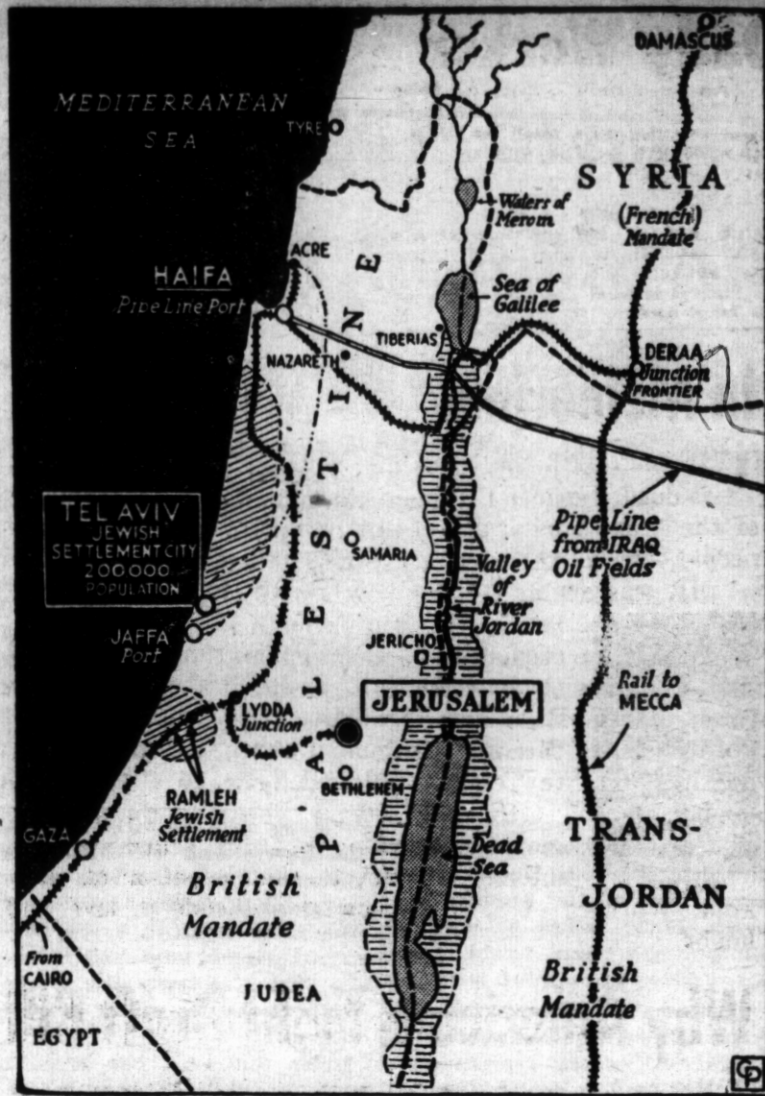 DAMASCUS
MEDITERRANEAN
SEA
TYRE
SYRIA
(French)
Mandate
Waters of
Merom
ACRE
HAIFA
Pipe Line Port
Sea of
Galilee
TIBERIAS
NAZARETH
DERAA
Junction
FRONTIER
PALESTINE
TEL AVIV
JEWISH
SETTLEMENT CITY
200000
POPULATION
SAMARIA
Pipe Line
from IRAQ
Oil Fields
Valley
of
River
Jordan
JAFFA
Port
JERICHO
Rail to
MECCA
JERUSALEM
LYDDA
Junction
BETHLEHEM
RAMLEH
Jewish
Settlement
GAZA
Dead
Sea
TRANS-
JORDAN
British
Mandate
From
CAIRO
JUDEA
British
Mandate
EGYPT
CP